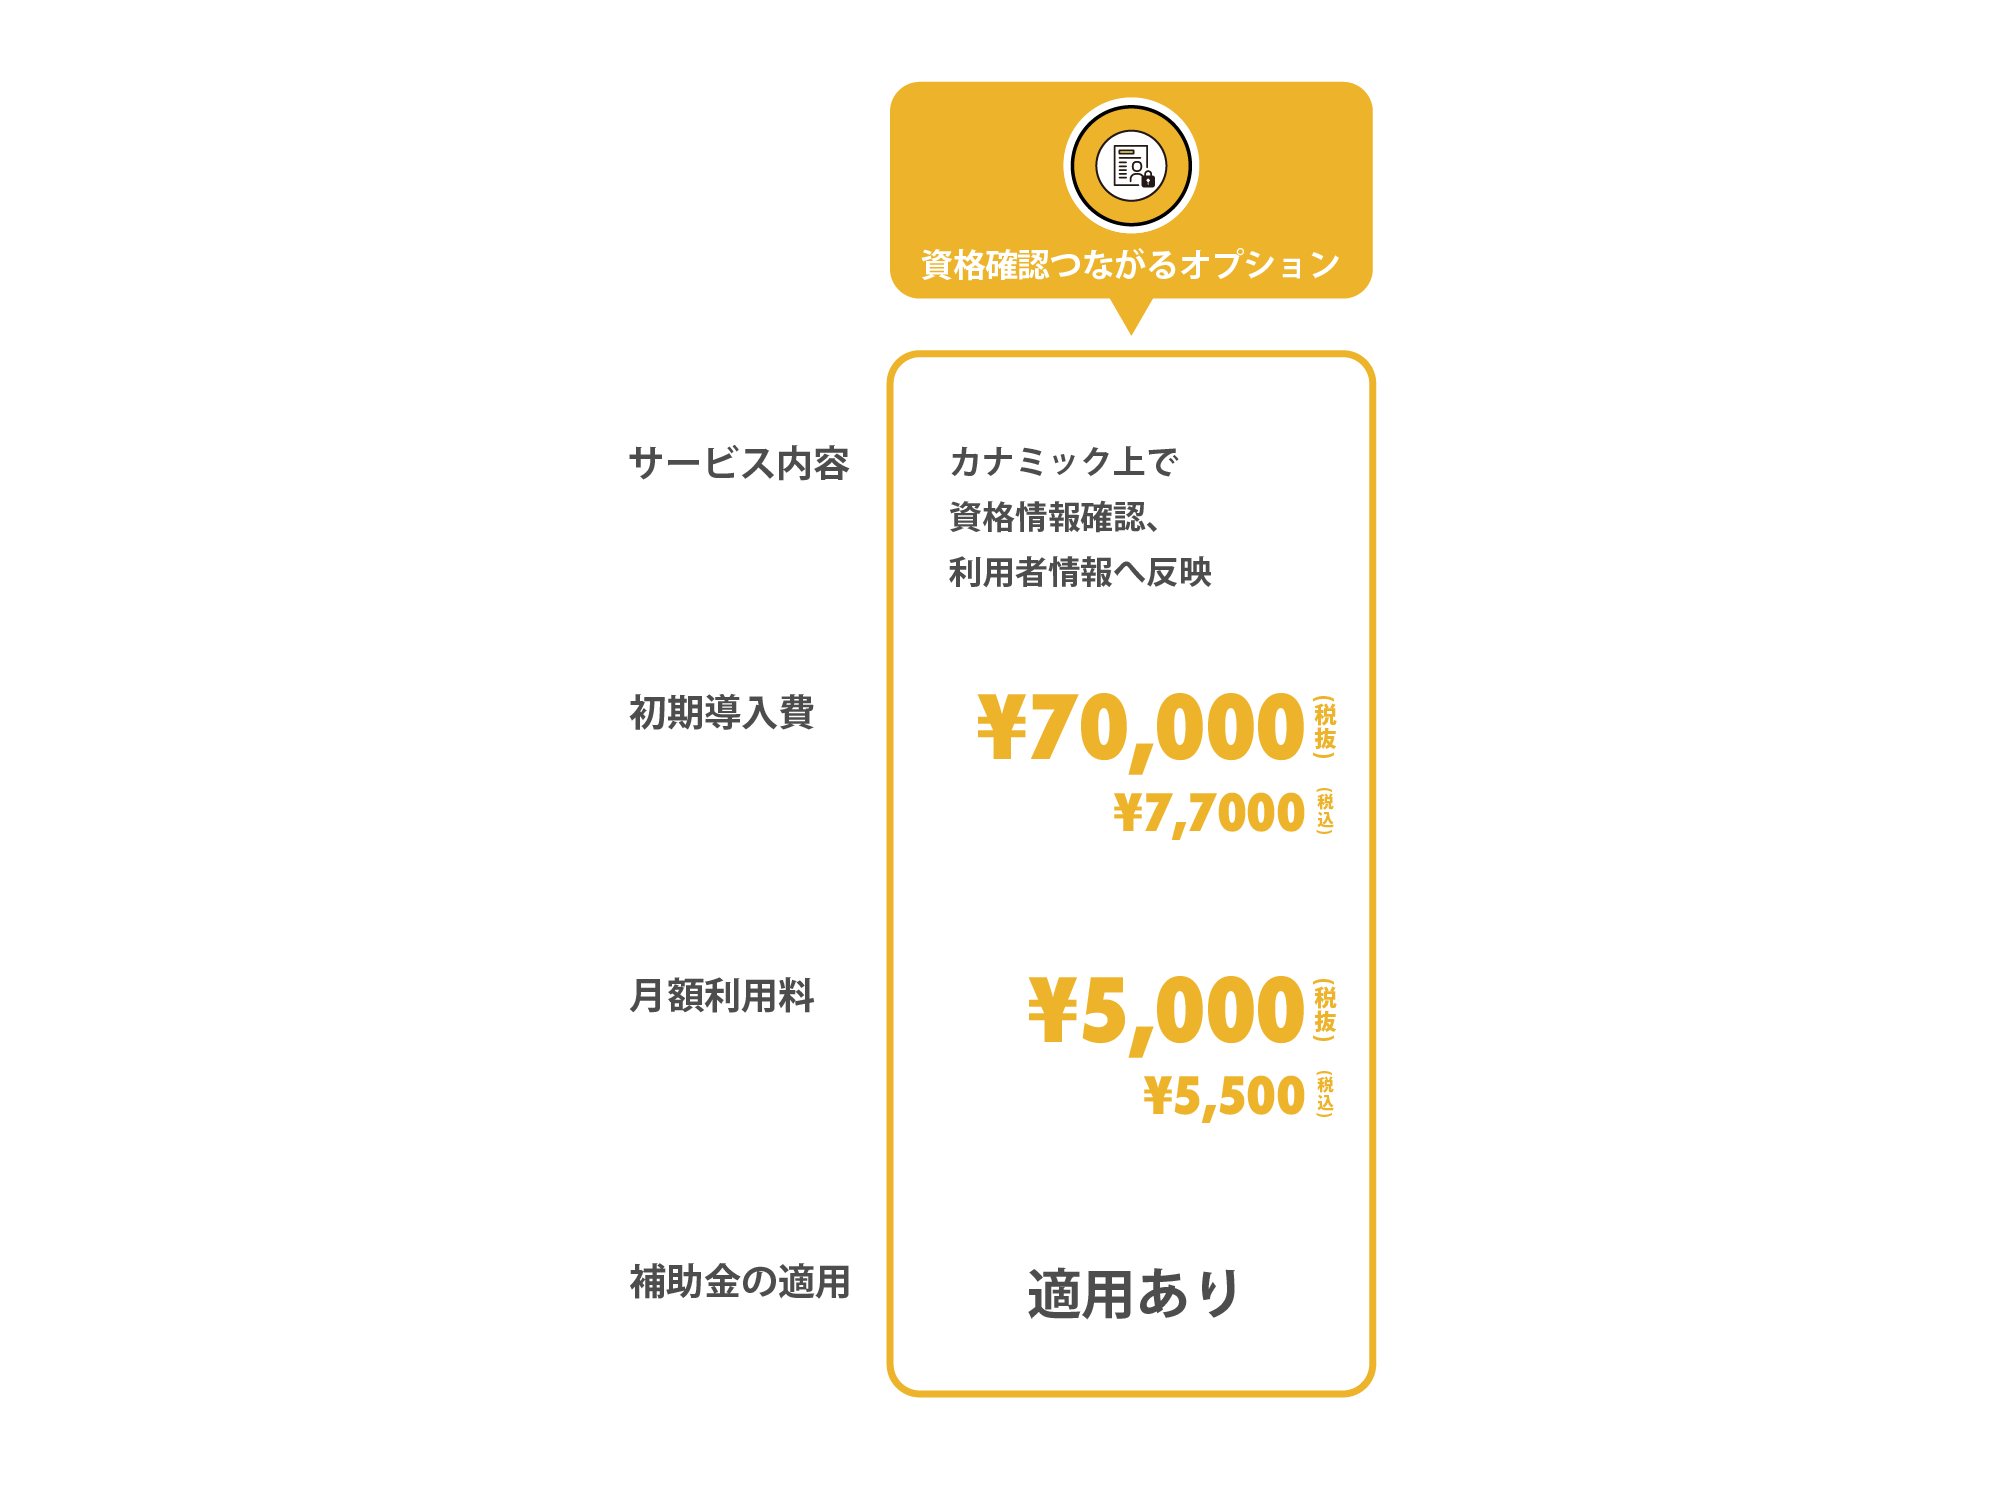 資格確認つながるオプション
サービス内容
カナミック上で
資格情報確認、
利用者情報へ反映
初期導入費
¥70,000(税抜)
¥7,7000(税込)
月額利用料
¥5,000(税抜)
¥5,500(税込)
補助金の適用
適用あり